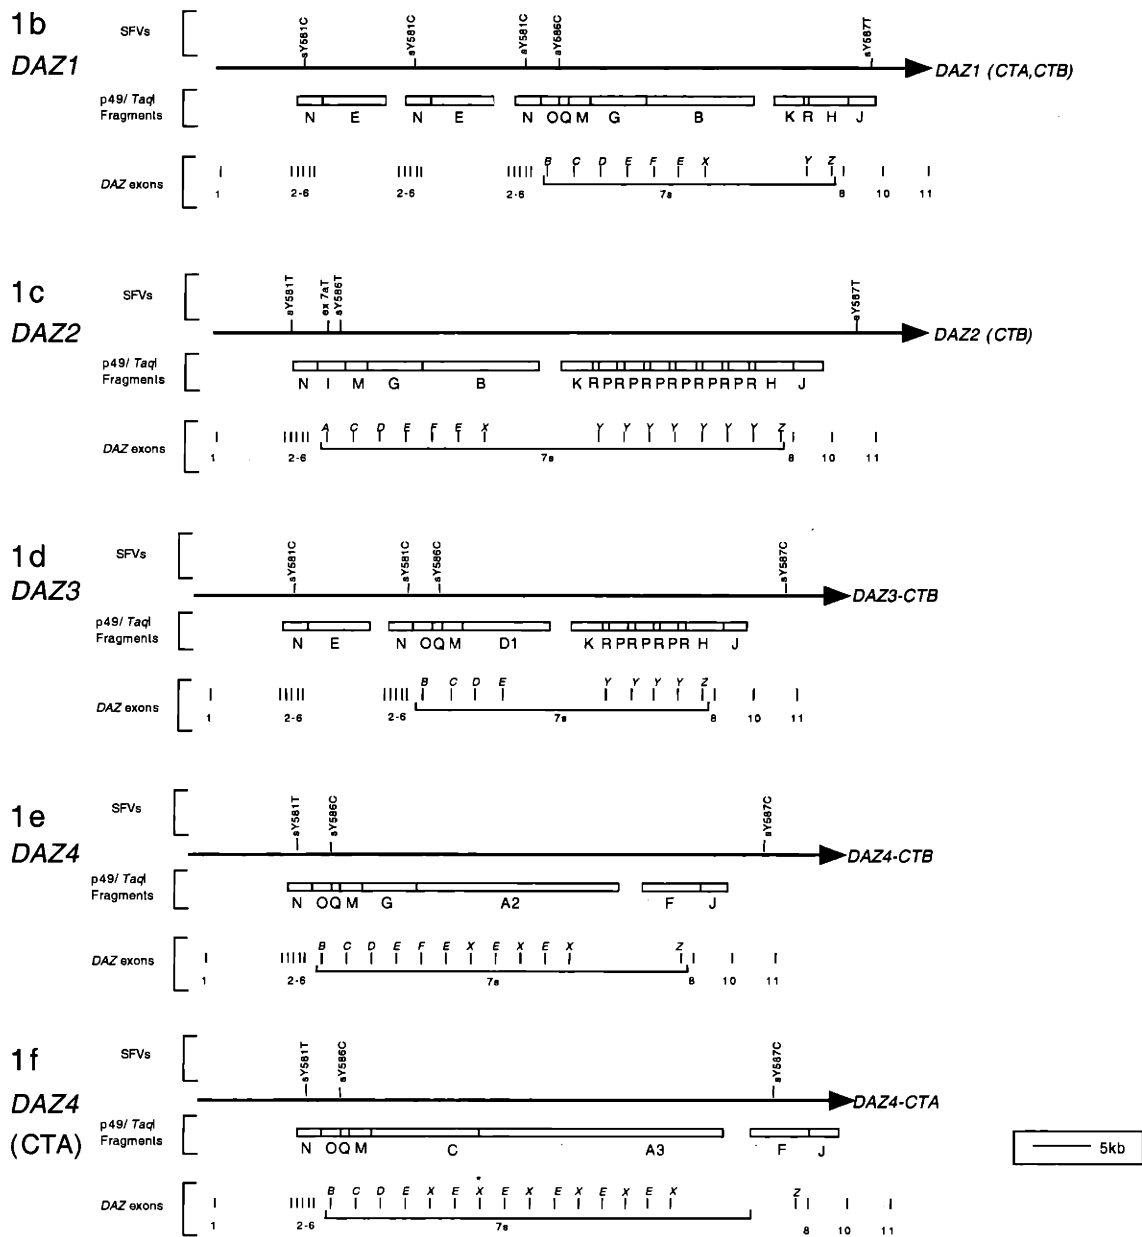 1b
DAZ1
SFVs
sY581C sY581C sY581C sY586C sY587T
DAZ1 (CTA,CTB)
p49/ TaqI
Fragments
N E N E N O Q M G B K R H J
B C D E F E X Y Z
DAZ exons
1 2-6 2-6 2-6 7s 8 10 11
1c
DAZ2
SFVs
sY581T ex 7aT sY586T sY587T
DAZ2 (CTB)
p49/ TaqI
Fragments
N I M G B K R P R P R P R P R P R P R H J
A C D E F E X Y Y Y Y Y Y Y Z
DAZ exons
1 2-6 7s 8 10 11
1d
DAZ3
SFVs
sY581C sY581C sY586C sY587C
DAZ3-CTB
p49/ TaqI
Fragments
N E N O Q M D1 K R P R P R P R H J
B C D E Y Y Y Y Z
DAZ exons
1 2-6 2-6 7s 8 10 11
1e
DAZ4
SFVs
sY581T sY586C sY587C
DAZ4-CTB
p49/ TaqI
Fragments
N O Q M G A2 F J
B C D E F E X E X E X Z
DAZ exons
1 2-6 7s 8 10 11
1f
DAZ4
(CTA)
SFVs
sY581T sY586C sY587C
DAZ4-CTA
p49/ TaqI
Fragments
N O Q M C A3 F J
5kb
*
B C D E X E X E X E X E X E X Z
DAZ exons
1 2-6 7s 8 10 11